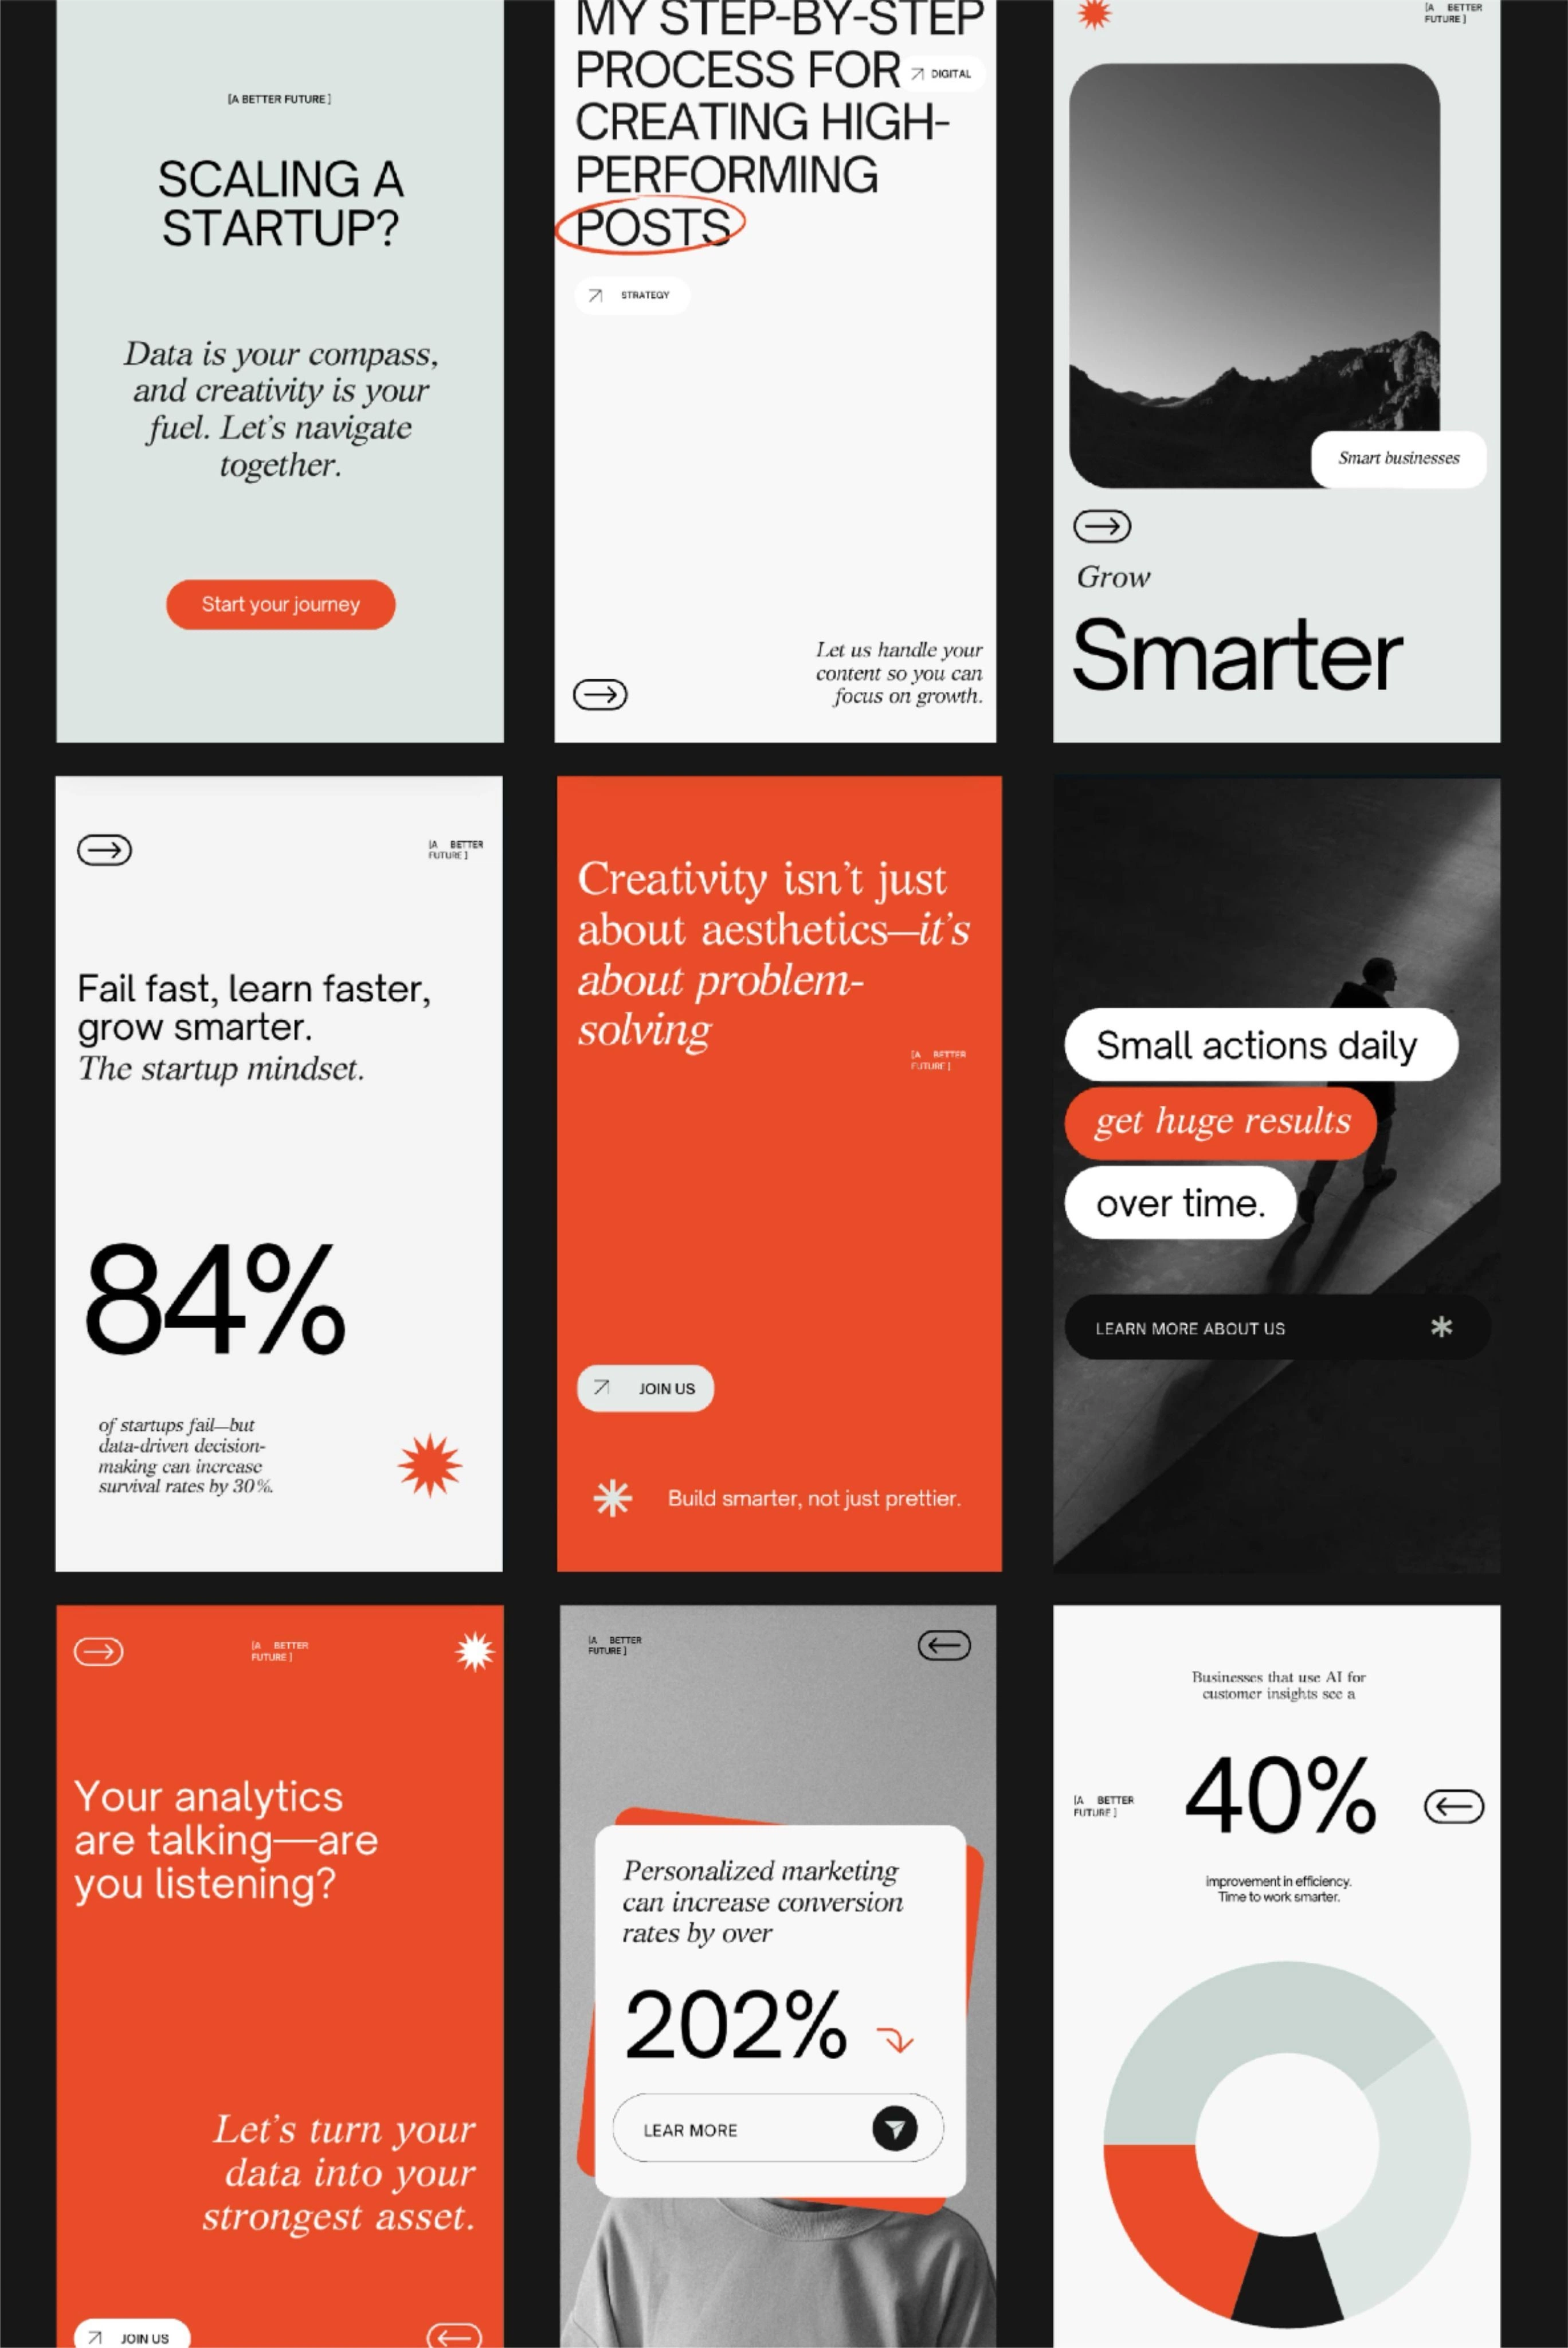 [A BETTER FUTURE ]
SCALING A
STARTUP?
Data is your compass,
and creativity is your
fuel. Let's navigate
together.
Start your journey
MY STEP-BY-STEP
PROCESS FOR
DIGITAL
CREATING HIGH-
PERFORMING
POSTS
STRATEGY
Let us handle your
content so you can
focus on growth.
[A BETTER
FUTURE ]
Smart businesses
Grow
Smarter
[A BETTER
FUTURE ]
Fail fast, learn faster,
grow smarter.
The startup mindset.
84%
of startups fail—but
data-driven decision-
making can increase
survival rates by 30%.
Creativity isn't just
about aesthetics—it's
about problem-
solving
[A BETTER
FUTURE ]
JOIN US
Build smarter, not just prettier.
Small actions daily
get huge results
over time.
LEARN MORE ABOUT US
[A BETTER
FUTURE ]
Your analytics
are talking—are
you listening?
Let's turn your
data into your
strongest asset.
JOIN US
[A BETTER
FUTURE ]
Personalized marketing
can increase conversion
rates by over
202%
LEAR MORE
Businesses that use AI for
customer insights see a
[A BETTER
FUTURE ]
40%
improvement in efficiency.
Time to work smarter.